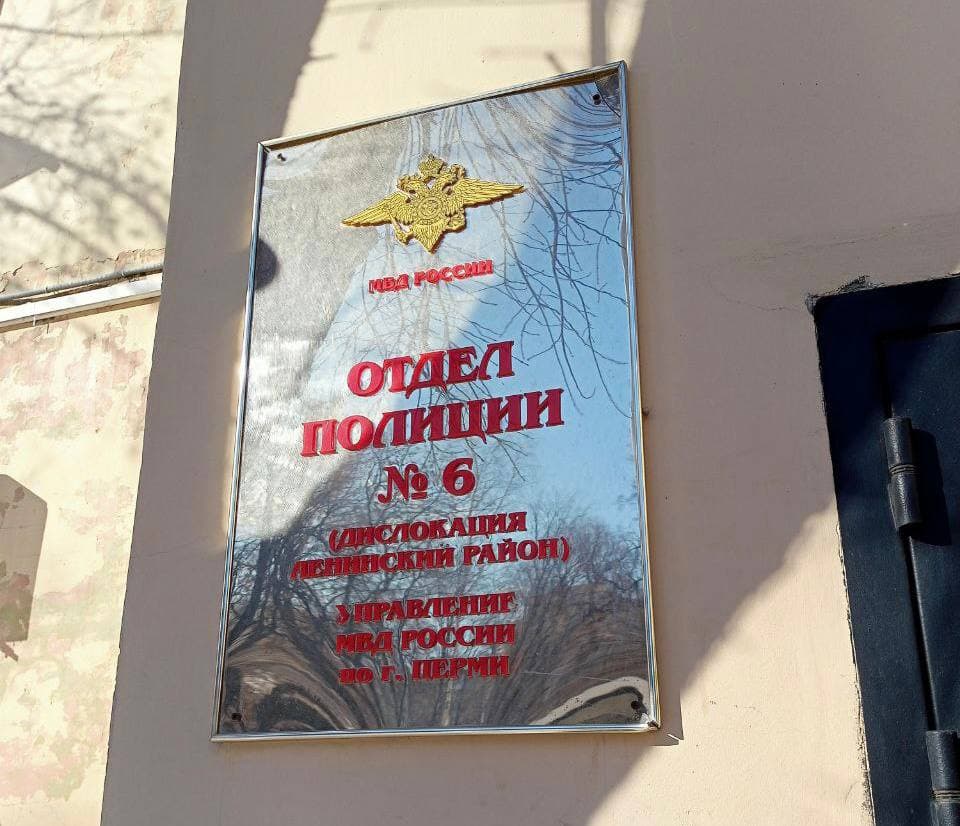 МВД РОССИИ
ОТДЕЛ
ПОЛИЦИИ
№ 6
(ДИСЛОКАЦИЯ
ЛЕНИНСКИЙ РАЙОН)
УПРАВЛЕНИЕ
МВД РОССИИ
по г. ПЕРМИ